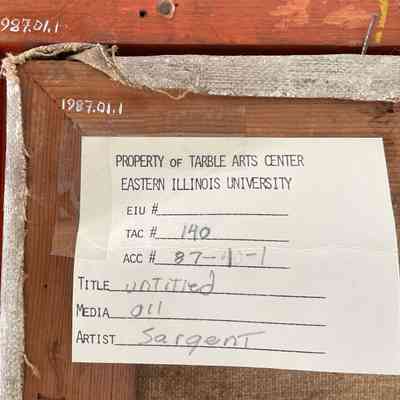 1987.01.1
1987.01.1
PROPERTY OF TARBLE ARTS CENTER
EASTERN ILLINOIS UNIVERSITY
EIU #
TAC # 140
ACC # 87-10-1
TITLE untitled
MEDIA oil
ARTIST Sargent